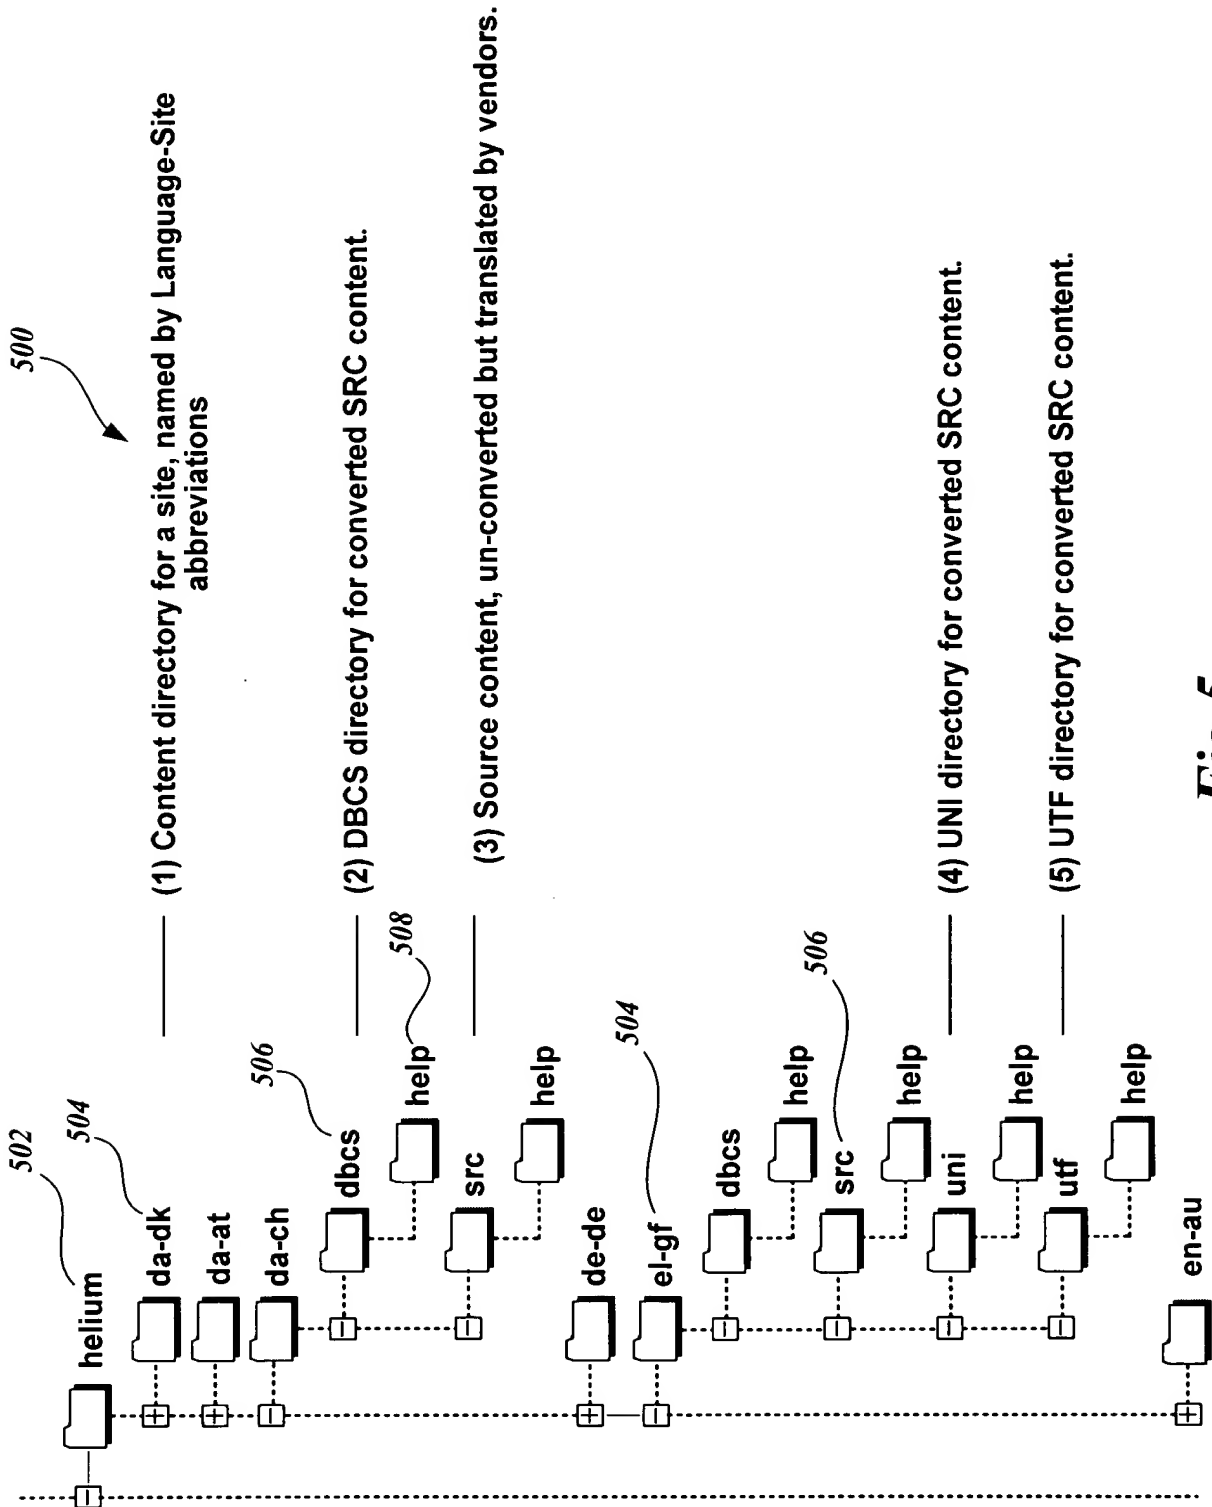 500
502
helium
504
da-dk
(1) Content directory for a site, named by Language-Site
abbreviations
da-at
da-ch
506
dbcs
(2) DBCS directory for converted SRC content.
508
help
src
(3) Source content, un-converted but translated by vendors.
help
de-de
504
el-gf
dbcs
help
506
src
help
uni
(4) UNI directory for converted SRC content.
help
utf
(5) UTF directory for converted SRC content.
help
en-au
Fig. 5